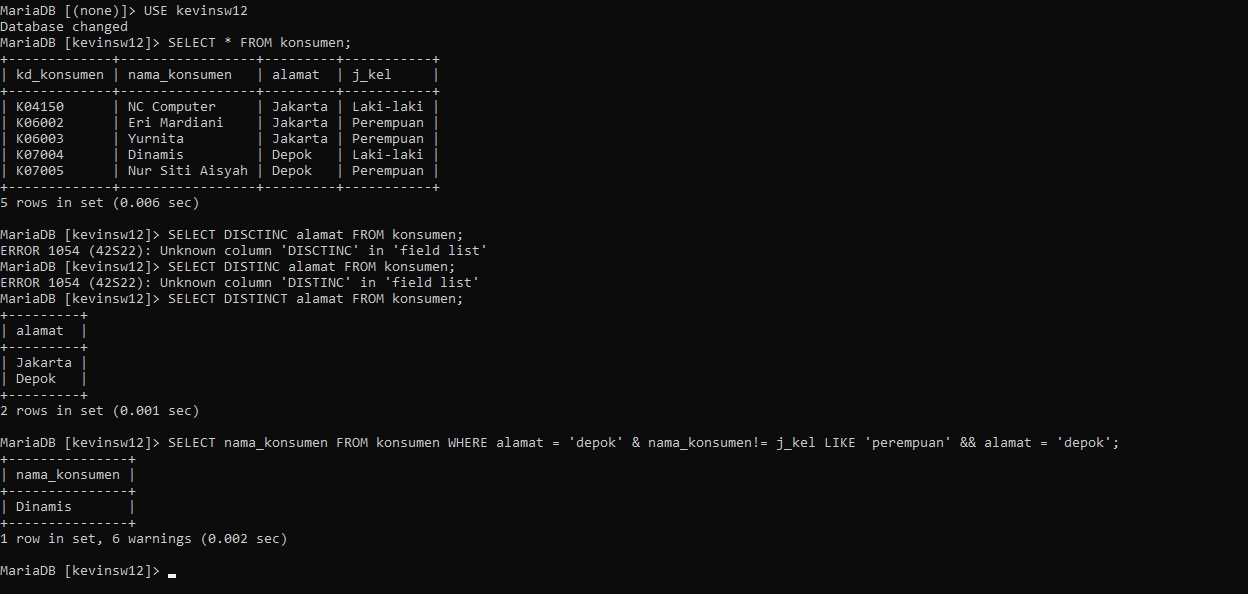 MariaDB [(none)]> USE kevinsw12
Database changed
MariaDB [kevinsw12]> SELECT * FROM konsumen;
+-------------+-----------------+---------+-----------+
| kd_konsumen | nama_konsumen   | alamat  | j_kel     |
+-------------+-----------------+---------+-----------+
| K04150      | NC Computer     | Jakarta | Laki-laki |
| K06002      | Eri Mardiani    | Jakarta | Perempuan |
| K06003      | Yurnita         | Jakarta | Perempuan |
| K07004      | Dinamis         | Depok   | Laki-laki |
| K07005      | Nur Siti Aisyah | Depok   | Perempuan |
+-------------+-----------------+---------+-----------+
5 rows in set (0.006 sec)

MariaDB [kevinsw12]> SELECT DISCTINC alamat FROM konsumen;
ERROR 1054 (42S22): Unknown column 'DISCTINC' in 'field list'
MariaDB [kevinsw12]> SELECT DISTINC alamat FROM konsumen;
ERROR 1054 (42S22): Unknown column 'DISTINC' in 'field list'
MariaDB [kevinsw12]> SELECT DISTINCT alamat FROM konsumen;
+---------+
| alamat  |
+---------+
| Jakarta |
| Depok   |
+---------+
2 rows in set (0.001 sec)

MariaDB [kevinsw12]> SELECT nama_konsumen FROM konsumen WHERE alamat = 'depok' & nama_konsumen!= j_kel LIKE 'perempuan' && alamat = 'depok';
+---------------+
| nama_konsumen |
+---------------+
| Dinamis       |
+---------------+
1 row in set, 6 warnings (0.002 sec)

MariaDB [kevinsw12]>